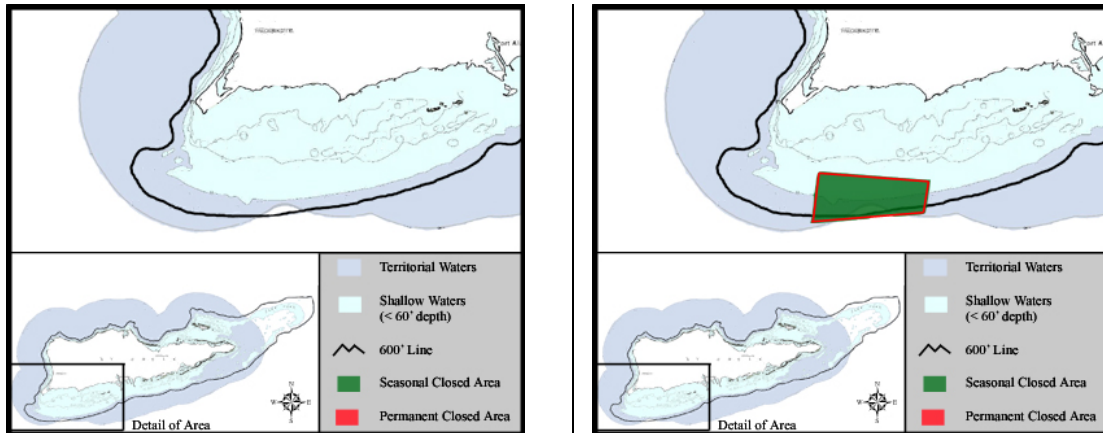 Territorial Waters
Shallow Waters
(< 60' depth)
600' Line
Seasonal Closed Area
Permanent Closed Area
N
W E
S
Detail of Area
Territorial Waters
Shallow Waters
(< 60' depth)
600' Line
Seasonal Closed Area
Permanent Closed Area
N
W E
S
Detail of Area